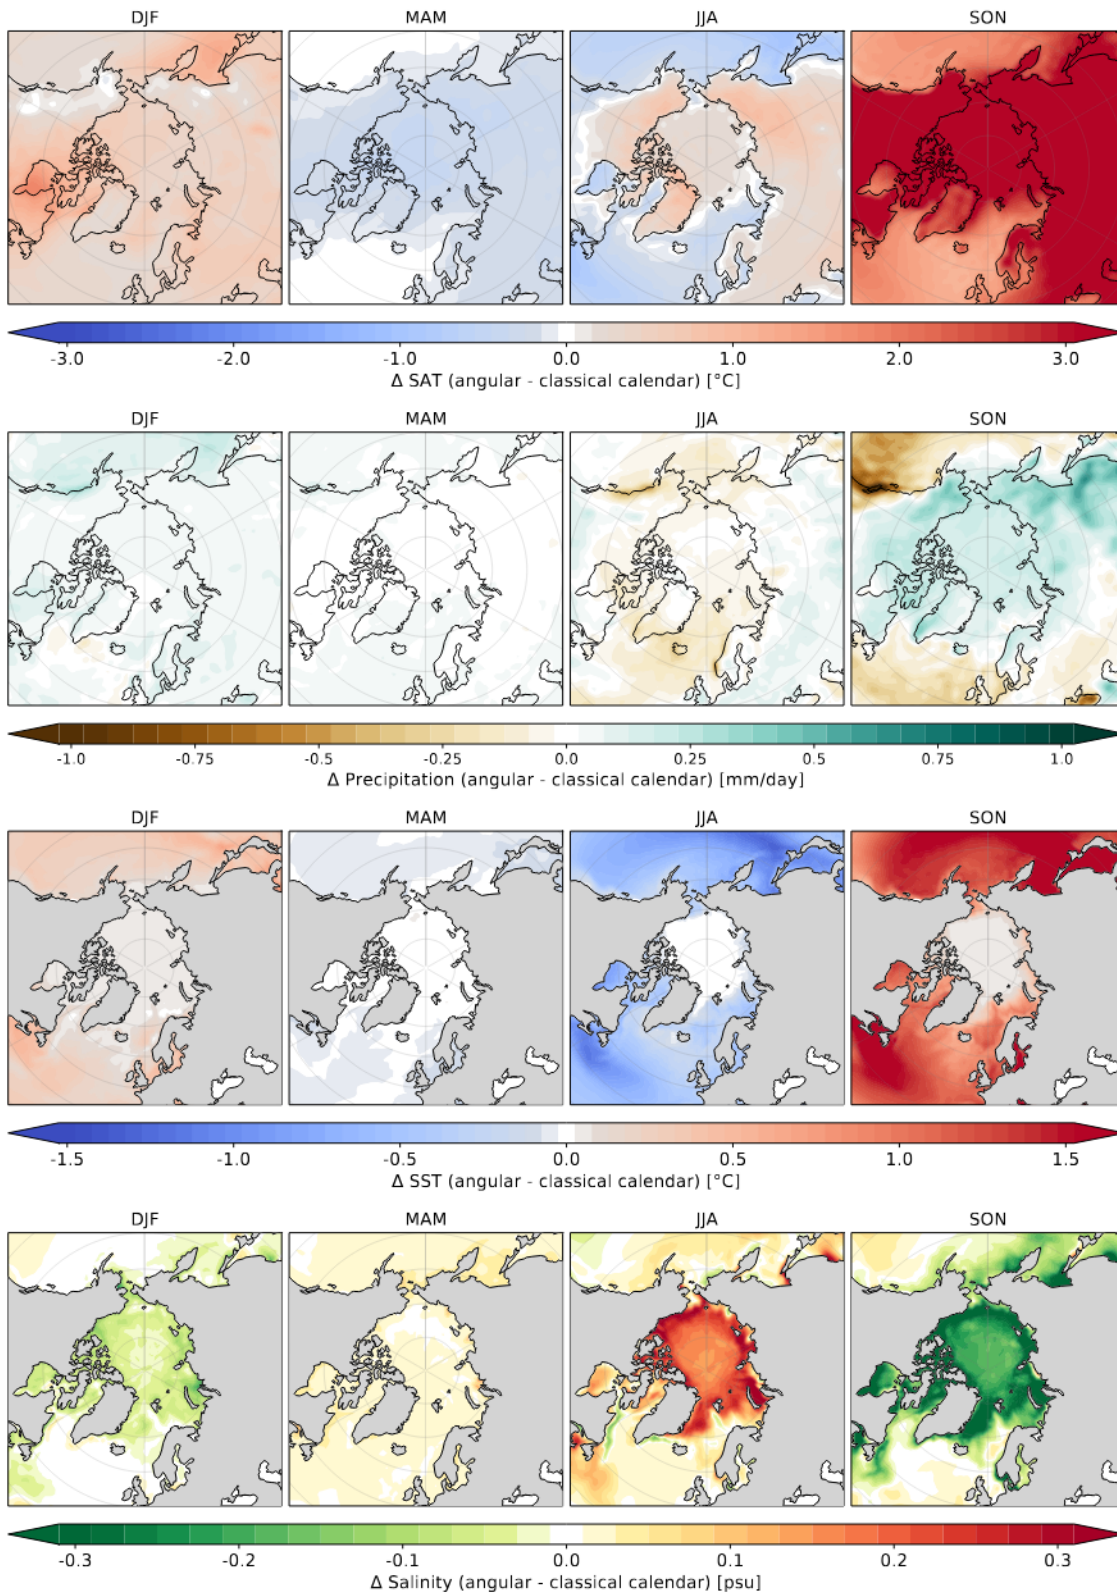 DJF MAM JJA SON
-3.0 -2.0 -1.0 0.0 1.0 2.0 3.0
Δ SAT (angular - classical calendar) [°C]
DJF MAM JJA SON
-1.0 -0.75 -0.5 -0.25 0.0 0.25 0.5 0.75 1.0
Δ Precipitation (angular - classical calendar) [mm/day]
DJF MAM JJA SON
-1.5 -1.0 -0.5 0.0 0.5 1.0 1.5
Δ SST (angular - classical calendar) [°C]
DJF MAM JJA SON
-0.3 -0.2 -0.1 0.0 0.1 0.2 0.3
Δ Salinity (angular - classical calendar) [psu]